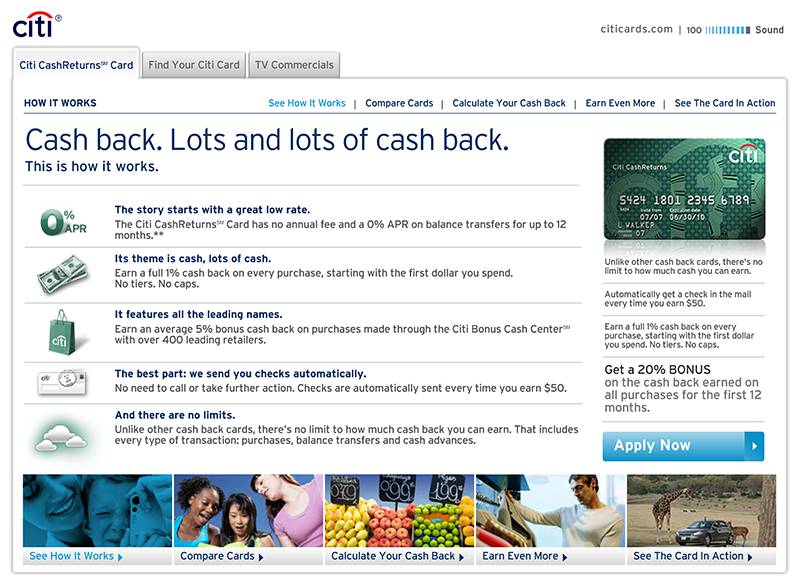 citi®
citicards.com | 100 Sound
Citi CashReturns℠ Card
Find Your Citi Card
TV Commercials
HOW IT WORKS
See How It Works | Compare Cards | Calculate Your Cash Back | Earn Even More | See The Card In Action
Cash back. Lots and lots of cash back.
This is how it works.
0% APR
The story starts with a great low rate.
The Citi CashReturns℠ Card has no annual fee and a 0% APR on balance transfers for up to 12
months.**
Its theme is cash, lots of cash.
Earn a full 1% cash back on every purchase, starting with the first dollar you spend.
No tiers. No caps.
citi
It features all the leading names.
Earn an average 5% bonus cash back on purchases made through the Citi Bonus Cash Center℠
with over 400 leading retailers.
The best part: we send you checks automatically.
No need to call or take further action. Checks are automatically sent every time you earn $50.
And there are no limits.
Unlike other cash back cards, there's no limit to how much cash back you can earn. That includes
every type of transaction: purchases, balance transfers and cash advances.
citi
Citi CashReturns
5424 1801 2345 6789
5424
07/07 06/30/10
L WALKER
07
Unlike other cash back cards, there's no
limit to how much cash you can earn.
Automatically get a check in the mail
every time you earn $50.
Earn a full 1% cash back on every
purchase, starting with the first dollar
you spend. No tiers. No caps.
Get a 20% BONUS
on the cash back earned on
all purchases for the first 12
months.
Apply Now
See How It Works
Compare Cards
Calculate Your Cash Back
Earn Even More
See The Card In Action